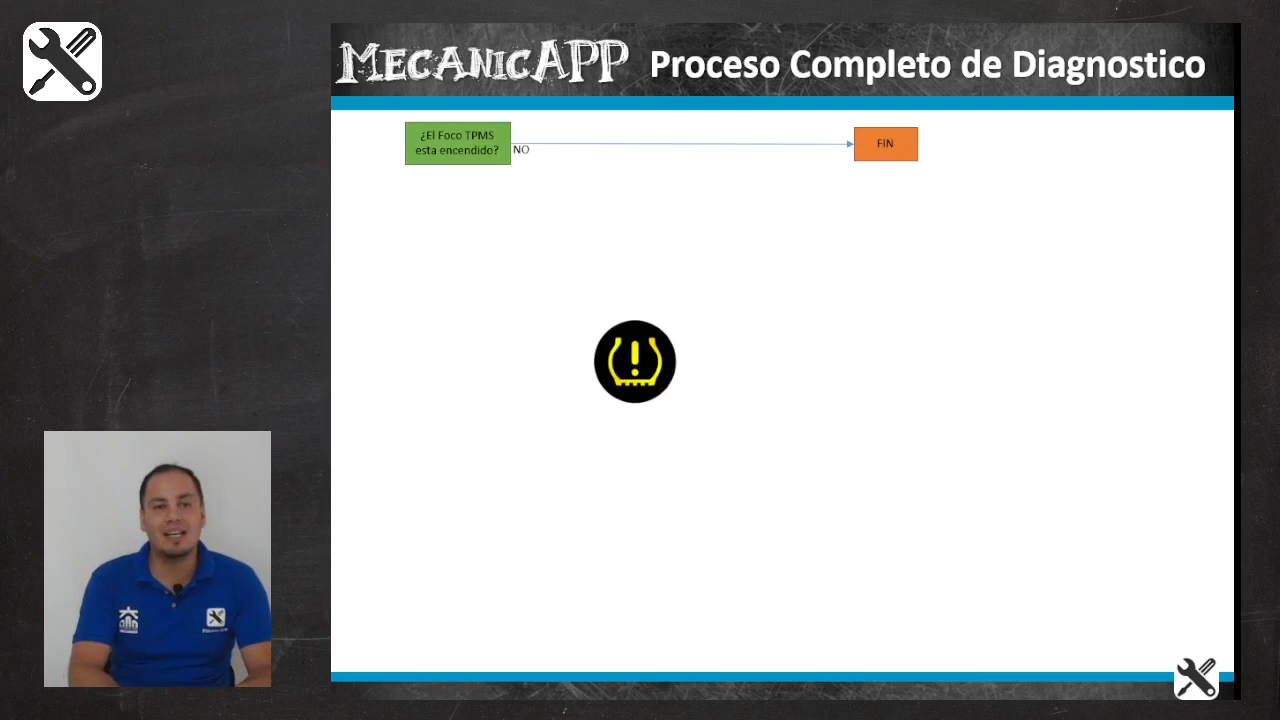 MECANICAPP Proceso Completo de Diagnostico
¿El Foco TPMS
esta encendido?
NO
FIN